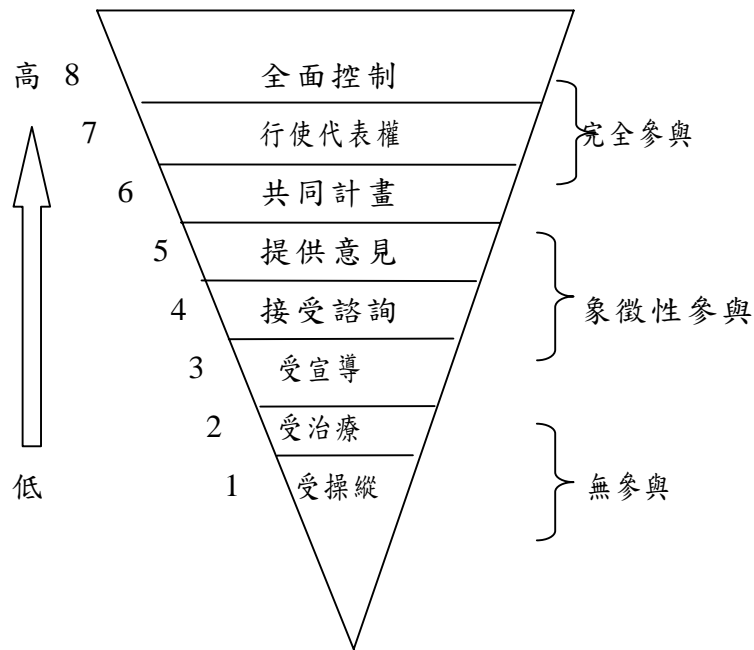 高 8 全面控制
7 行使代表權 完全參與
6 共同計畫
5 提供意見
4 接受諮詢 象徵性參與
3 受宣導
2 受治療
低 1 受操縱 無參與